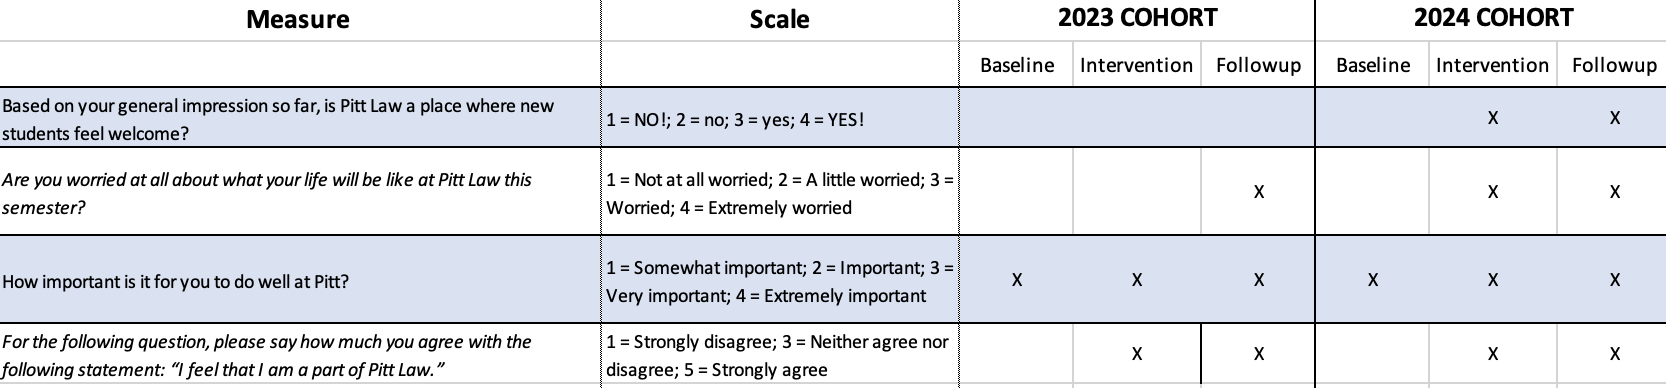 Measure Scale 2023 COHORT 2024 COHORT
Baseline Intervention Followup Baseline Intervention Followup
Based on your general impression so far, is Pitt Law a place where new
students feel welcome?
1 = NO!; 2 = no; 3 = yes; 4 = YES!
X X
Are you worried at all about what your life will be like at Pitt Law this
semester?
1 = Not at all worried; 2 = A little worried; 3 =
Worried; 4 = Extremely worried
X X X
How important is it for you to do well at Pitt?
1 = Somewhat important; 2 = Important; 3 =
Very important; 4 = Extremely important
X X X X X X
For the following question, please say how much you agree with the
following statement: “I feel that I am a part of Pitt Law.”
1 = Strongly disagree; 3 = Neither agree nor
disagree; 5 = Strongly agree
X X X X